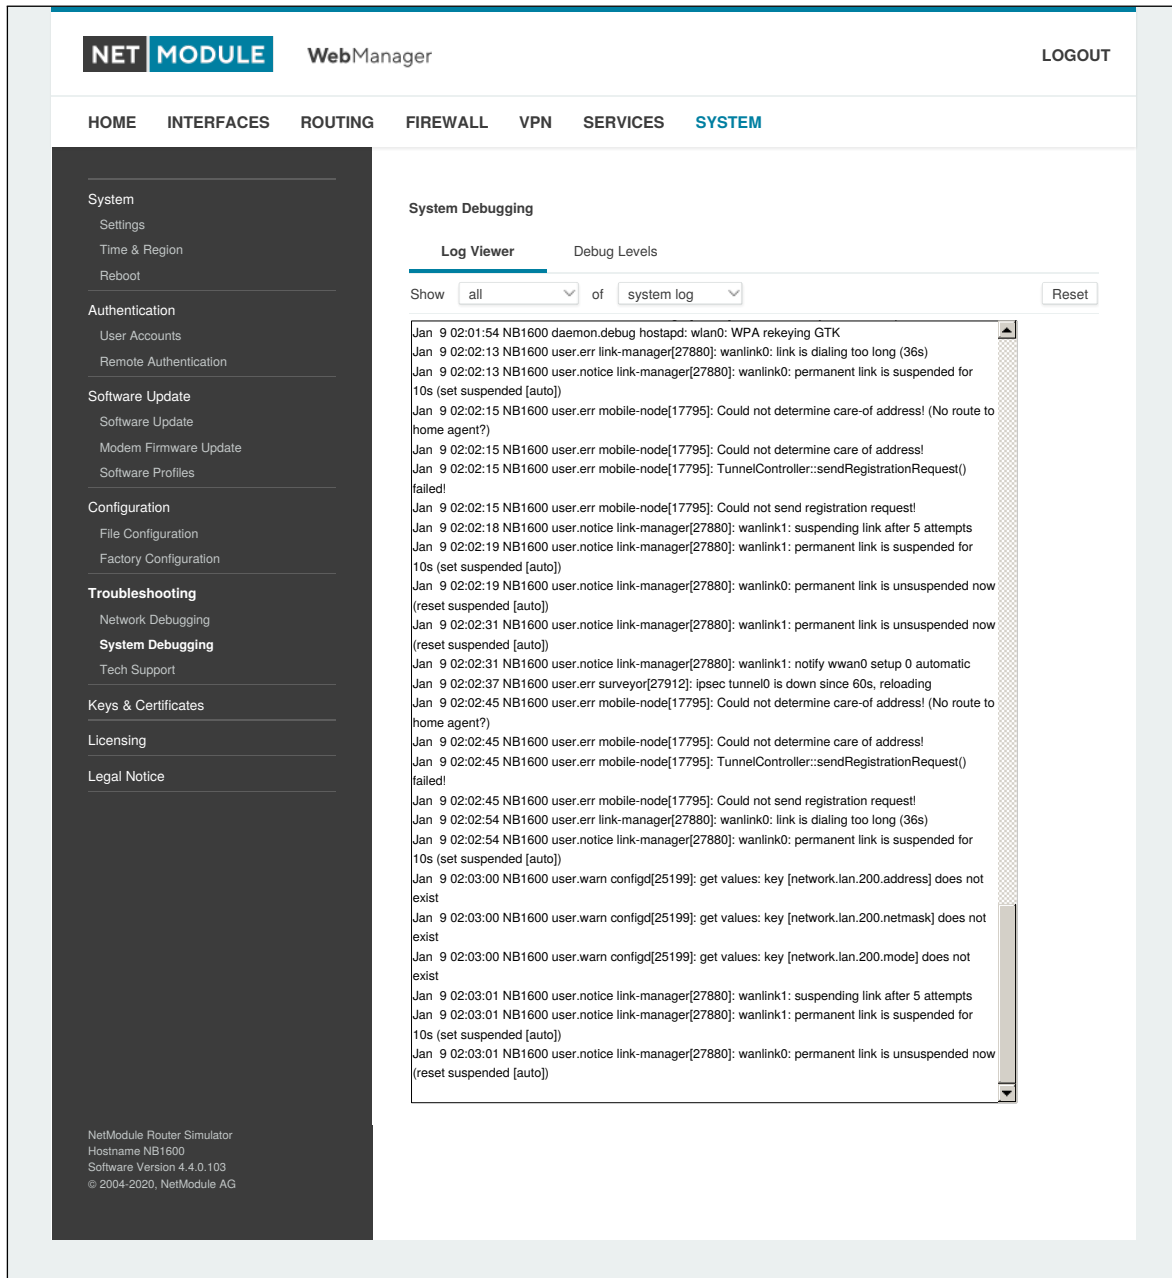 NET MODULE WebManager LOGOUT
HOME INTERFACES ROUTING FIREWALL VPN SERVICES SYSTEM
System
Settings
Time & Region
Reboot
Authentication
User Accounts
Remote Authentication
Software Update
Software Update
Modem Firmware Update
Software Profiles
Configuration
File Configuration
Factory Configuration
Troubleshooting
Network Debugging
System Debugging
Tech Support
Keys & Certificates
Licensing
Legal Notice
NetModule Router Simulator
Hostname NB1600
Software Version 4.4.0.103
© 2004-2020, NetModule AG
System Debugging
Log Viewer Debug Levels
Show all of system log Reset
Jan 9 02:01:54 NB1600 daemon.debug hostapd: wlan0: WPA rekeying GTK
Jan 9 02:02:13 NB1600 user.err link-manager[27880]: wanlink0: link is dialing too long (36s)
Jan 9 02:02:13 NB1600 user.notice link-manager[27880]: wanlink0: permanent link is suspended for
10s (set suspended [auto])
Jan 9 02:02:15 NB1600 user.err mobile-node[17795]: Could not determine care-of address! (No route to
home agent?)
Jan 9 02:02:15 NB1600 user.err mobile-node[17795]: Could not determine care of address!
Jan 9 02:02:15 NB1600 user.err mobile-node[17795]: TunnelController::sendRegistrationRequest()
failed!
Jan 9 02:02:15 NB1600 user.err mobile-node[17795]: Could not send registration request!
Jan 9 02:02:18 NB1600 user.notice link-manager[27880]: wanlink1: suspending link after 5 attempts
Jan 9 02:02:19 NB1600 user.notice link-manager[27880]: wanlink1: permanent link is suspended for
10s (set suspended [auto])
Jan 9 02:02:19 NB1600 user.notice link-manager[27880]: wanlink0: permanent link is unsuspended now
(reset suspended [auto])
Jan 9 02:02:31 NB1600 user.notice link-manager[27880]: wanlink1: permanent link is unsuspended now
(reset suspended [auto])
Jan 9 02:02:31 NB1600 user.notice link-manager[27880]: wanlink1: notify wwan0 setup 0 automatic
Jan 9 02:02:37 NB1600 user.err surveyor[27912]: ipsec tunnel0 is down since 60s, reloading
Jan 9 02:02:45 NB1600 user.err mobile-node[17795]: Could not determine care-of address! (No route to
home agent?)
Jan 9 02:02:45 NB1600 user.err mobile-node[17795]: Could not determine care of address!
Jan 9 02:02:45 NB1600 user.err mobile-node[17795]: TunnelController::sendRegistrationRequest()
failed!
Jan 9 02:02:45 NB1600 user.err mobile-node[17795]: Could not send registration request!
Jan 9 02:02:54 NB1600 user.err link-manager[27880]: wanlink0: link is dialing too long (36s)
Jan 9 02:02:54 NB1600 user.notice link-manager[27880]: wanlink0: permanent link is suspended for
10s (set suspended [auto])
Jan 9 02:03:00 NB1600 user.warn configd[25199]: get values: key [network.lan.200.address] does not
exist
Jan 9 02:03:00 NB1600 user.warn configd[25199]: get values: key [network.lan.200.netmask] does not
exist
Jan 9 02:03:00 NB1600 user.warn configd[25199]: get values: key [network.lan.200.mode] does not
exist
Jan 9 02:03:01 NB1600 user.notice link-manager[27880]: wanlink1: suspending link after 5 attempts
Jan 9 02:03:01 NB1600 user.notice link-manager[27880]: wanlink1: permanent link is suspended for
10s (set suspended [auto])
Jan 9 02:03:01 NB1600 user.notice link-manager[27880]: wanlink0: permanent link is unsuspended now
(reset suspended [auto])